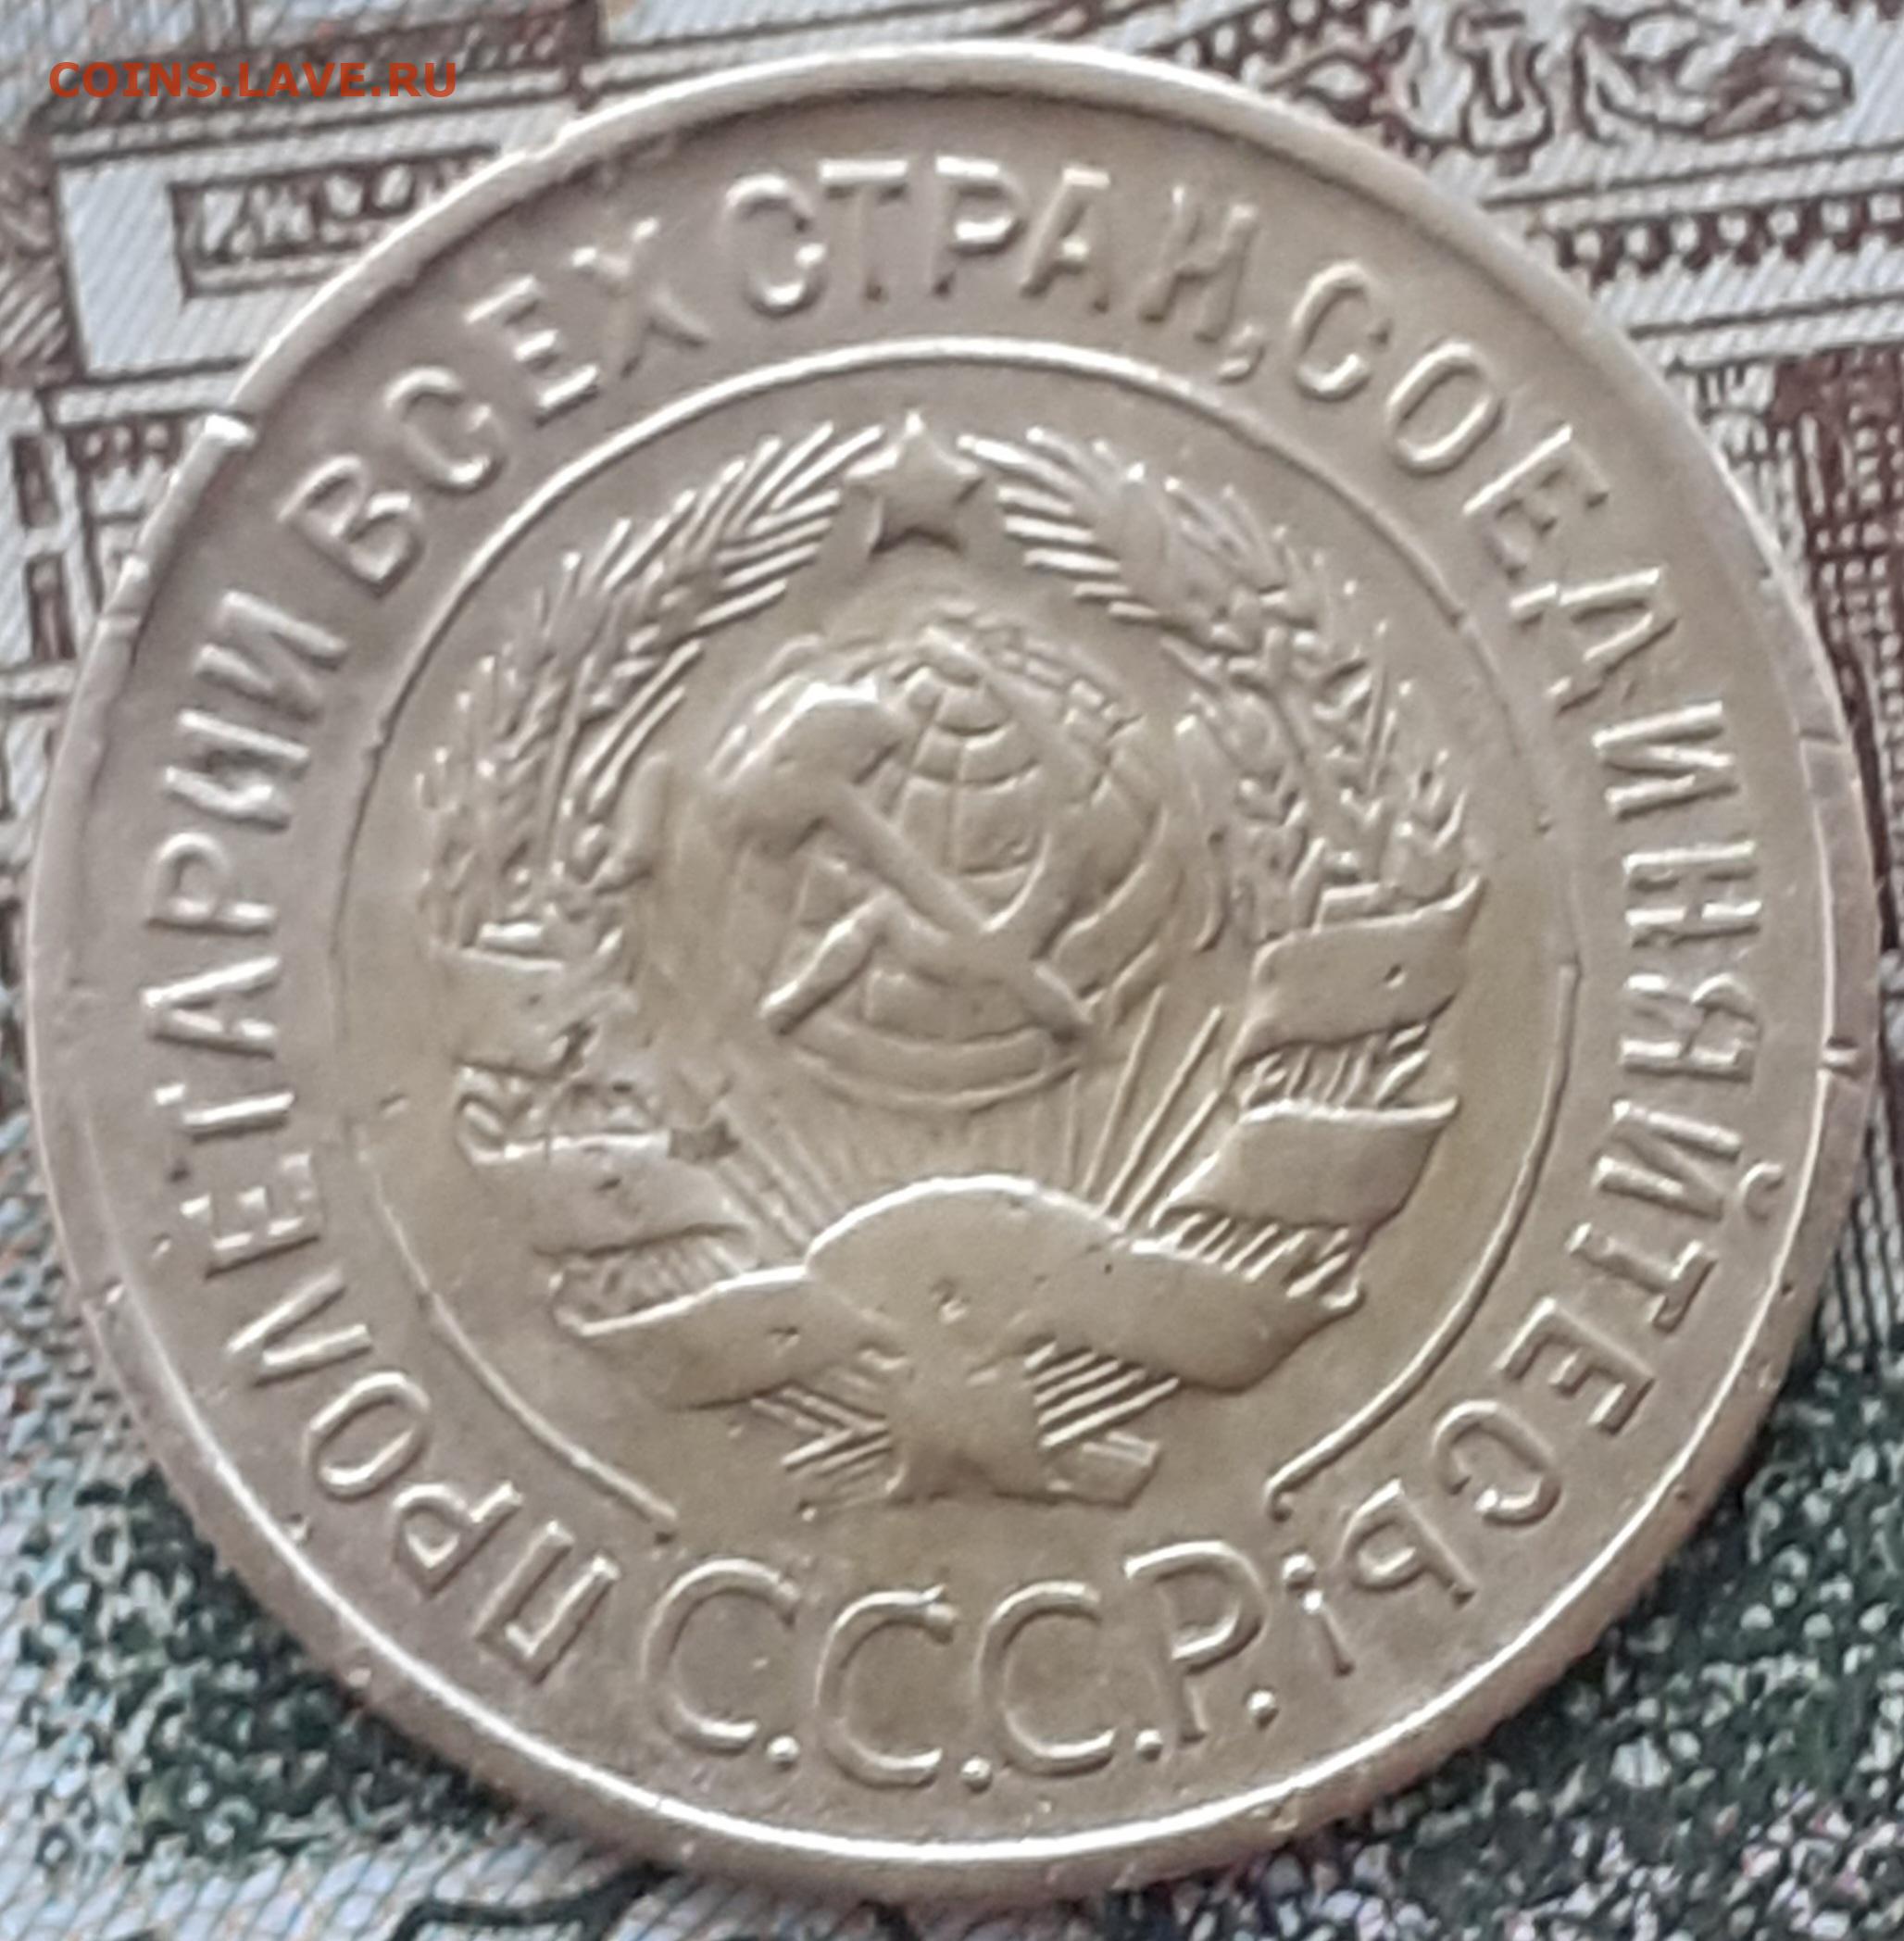 COINS.LAVE.RU
ПРОЛЕТАРИИ ВСЕХ СТРАН, СОЕДИНЯЙТЕСЬ!
С.С.С.Р.